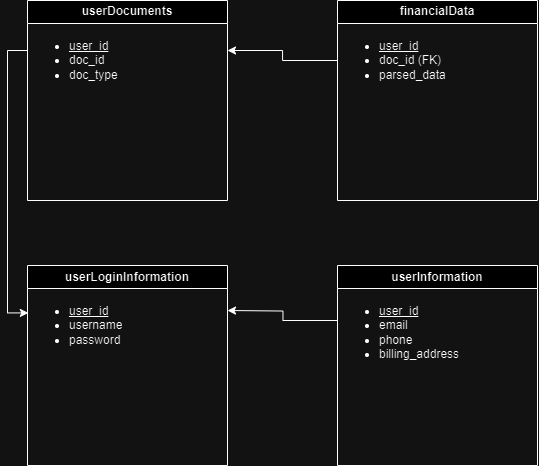 userDocuments
user_id
doc_id
doc_type
financialData
user_id
doc_id (FK)
parsed_data
userLoginInformation
user_id
username
password
userInformation
user_id
email
phone
billing_address